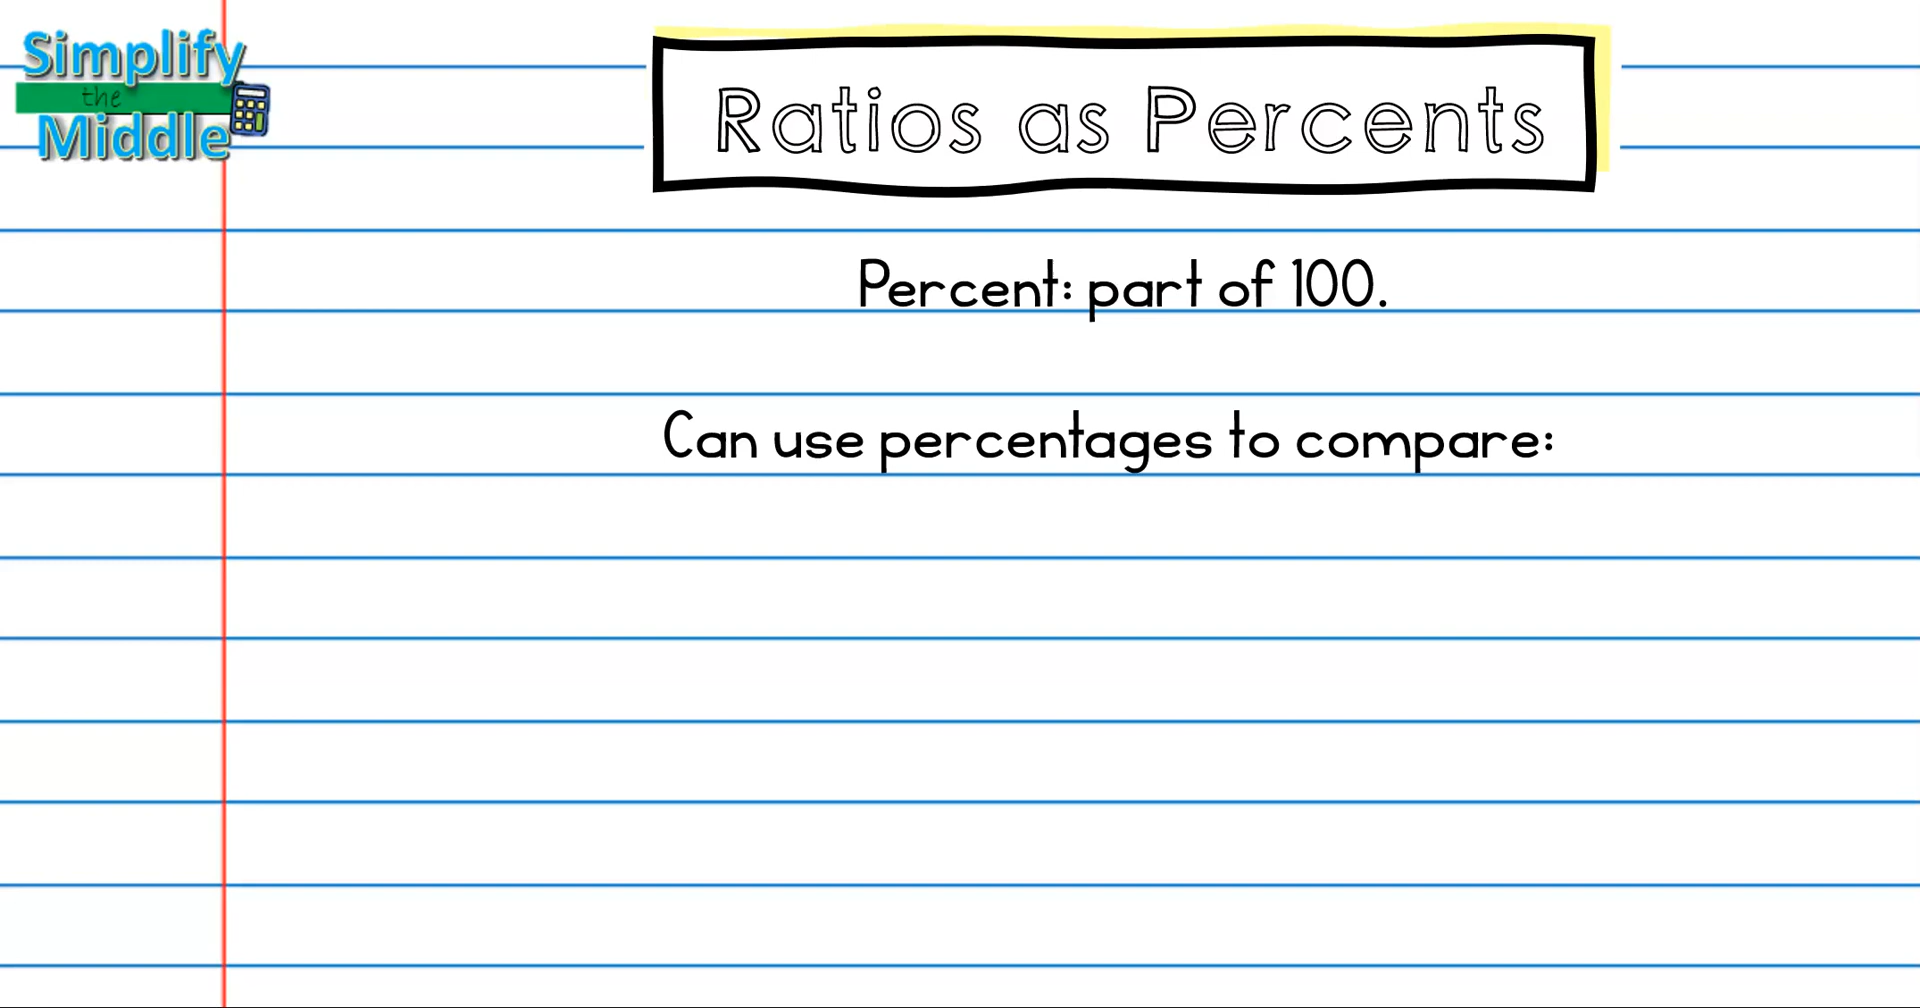 Simplify
the
Middle
Ratios as Percents
Percent: part of 100.
Can use percentages to compare: